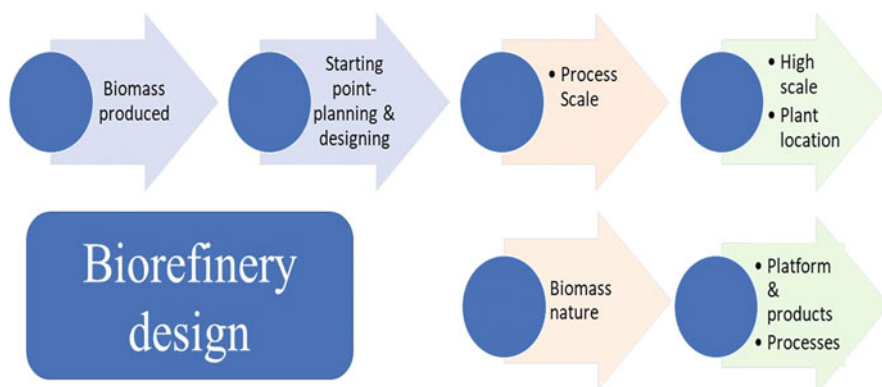 Biomass
produced
Starting
point-
planning &
designing
• Process
Scale
• High
scale
• Plant
location
Biorefinery
design
Biomass
nature
• Platform
&
products
• Processes